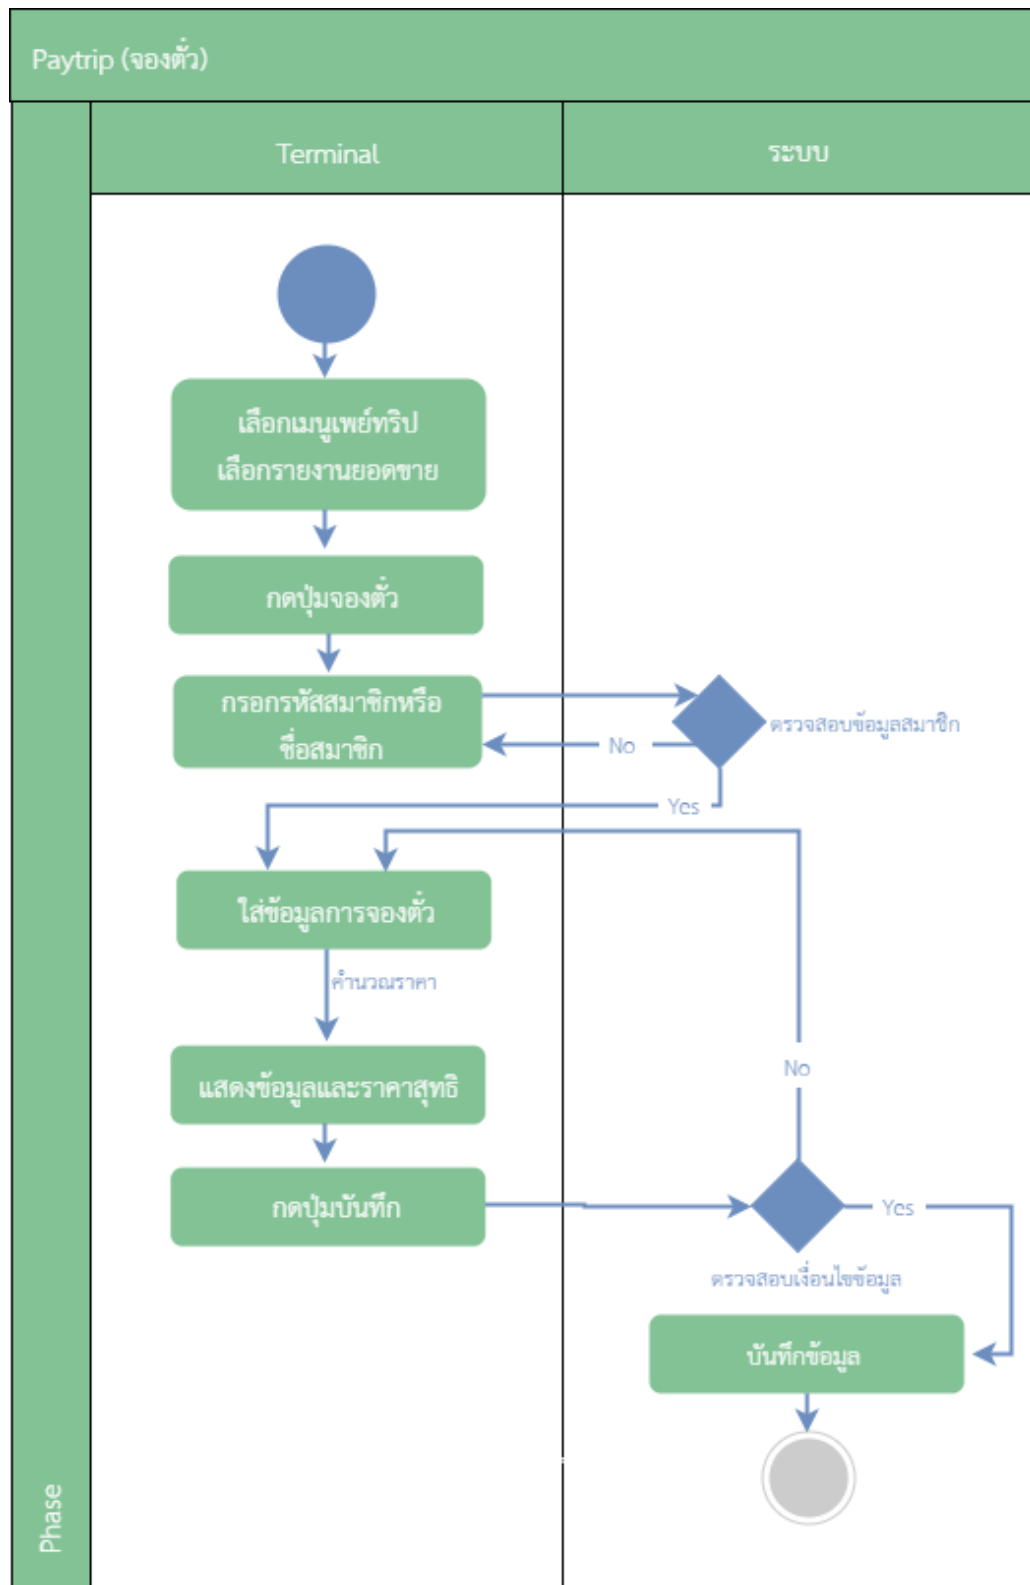 Paytrip (จองตั๋ว)
Terminal
ระบบ
เลือกเมนูเพย์ทริป
เลือกรายงานยอดขาย
กดปุ่มจองตั๋ว
กรอกรหัสสมาชิกหรือ
ชื่อสมาชิก
ตรวจสอบข้อมูลสมาชิก
No
Yes
ใส่ข้อมูลการจองตั๋ว
คำนวณราคา
แสดงข้อมูลและราคาสุทธิ
No
กดปุ่มบันทึก
Yes
ตรวจสอบเงื่อนไขข้อมูล
บันทึกข้อมูล
Phase